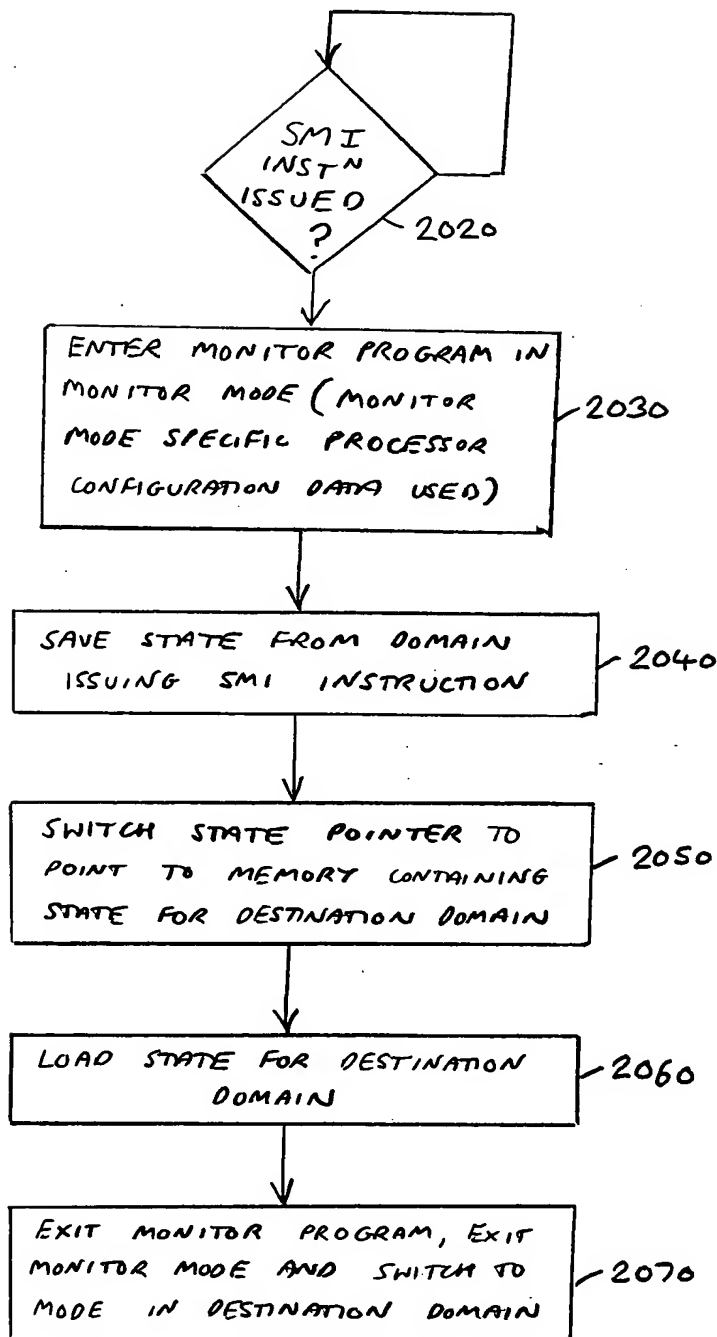 SMI
INSTN
ISSUED
?
2020
ENTER MONITOR PROGRAM IN
MONITOR MODE (MONITOR
MODE SPECIFIC PROCESSOR
CONFIGURATION DATA USED)
2030
SAVE STATE FROM DOMAIN
ISSUING SMI INSTRUCTION
2040
SWITCH STATE POINTER TO
POINT TO MEMORY CONTAINING
STATE FOR DESTINATION DOMAIN
2050
LOAD STATE FOR DESTINATION
DOMAIN
2060
EXIT MONITOR PROGRAM, EXIT
MONITOR MODE AND SWITCH TO
MODE IN DESTINATION DOMAIN
2070